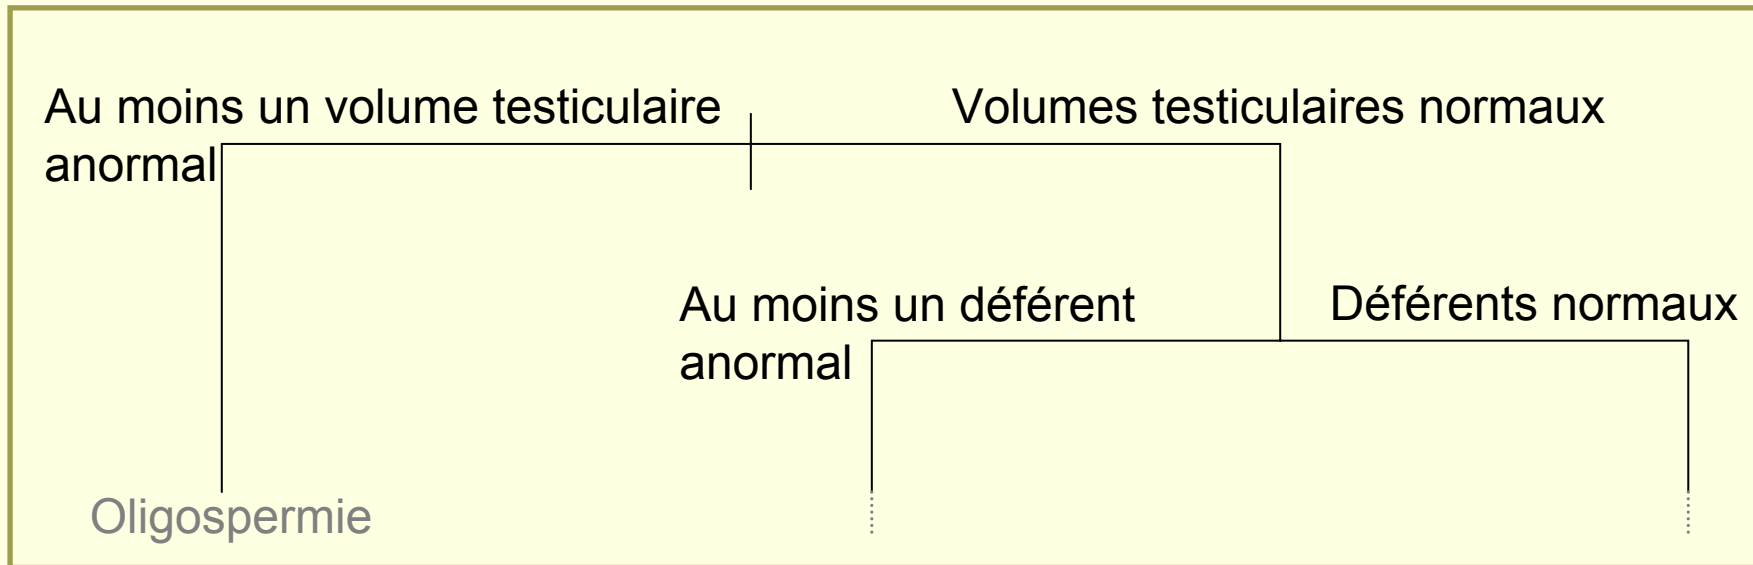 Au moins un volume testiculaire
anormal
Volumes testiculaires normaux
Au moins un déférent
anormal
Déférents normaux
Oligospermie